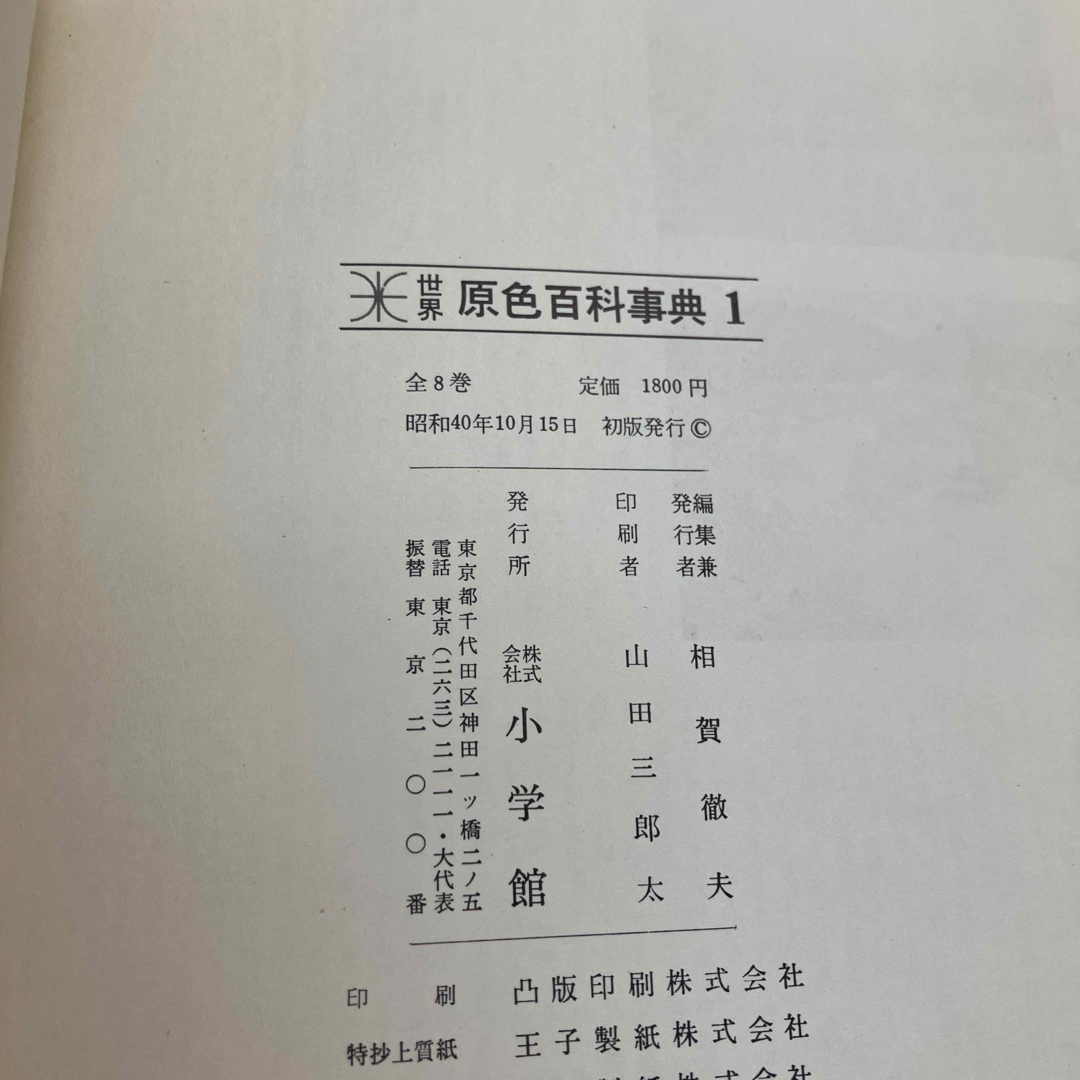 世界 原色百科事典 1
全8巻 定価 1800円
昭和40年10月15日 初版発行 ©
編集兼発行者 相賀徹夫
印刷者 山田三郎太
発行所 株式会社 小学館
東京都千代田区神田一ッ橋二ノ五
電話 東京(二六三)二一一一・大代表
振替 東京二〇〇番
印刷 凸版印刷株式会社
特抄上質紙 王子製紙株式会社